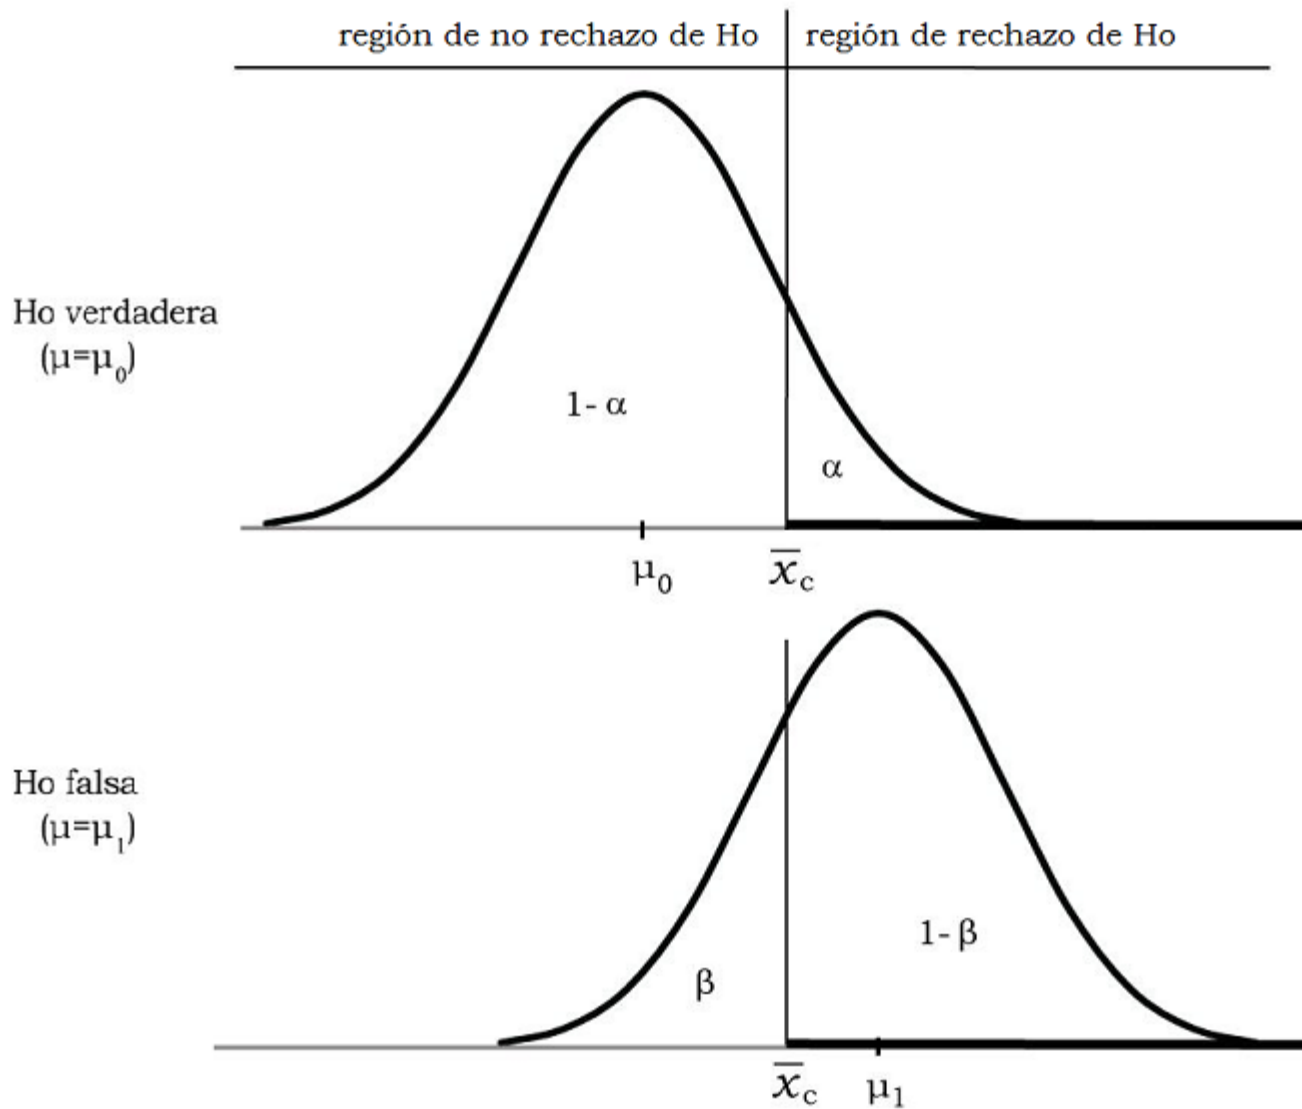 región de no rechazo de Ho
región de rechazo de Ho
Ho verdadera
(μ=μ₀)
1- α
α
μ₀
x̅c
Ho falsa
(μ=μ₁)
β
1- β
x̅c
μ₁